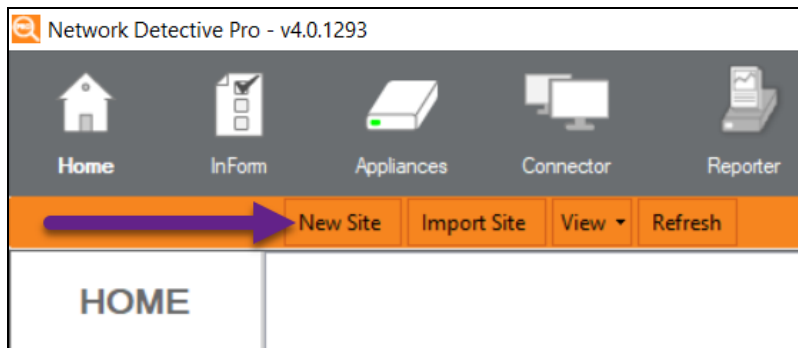 Network Detective Pro - v4.0.1293
Home InForm Appliances Connector Reporter
New Site Import Site View Refresh
HOME